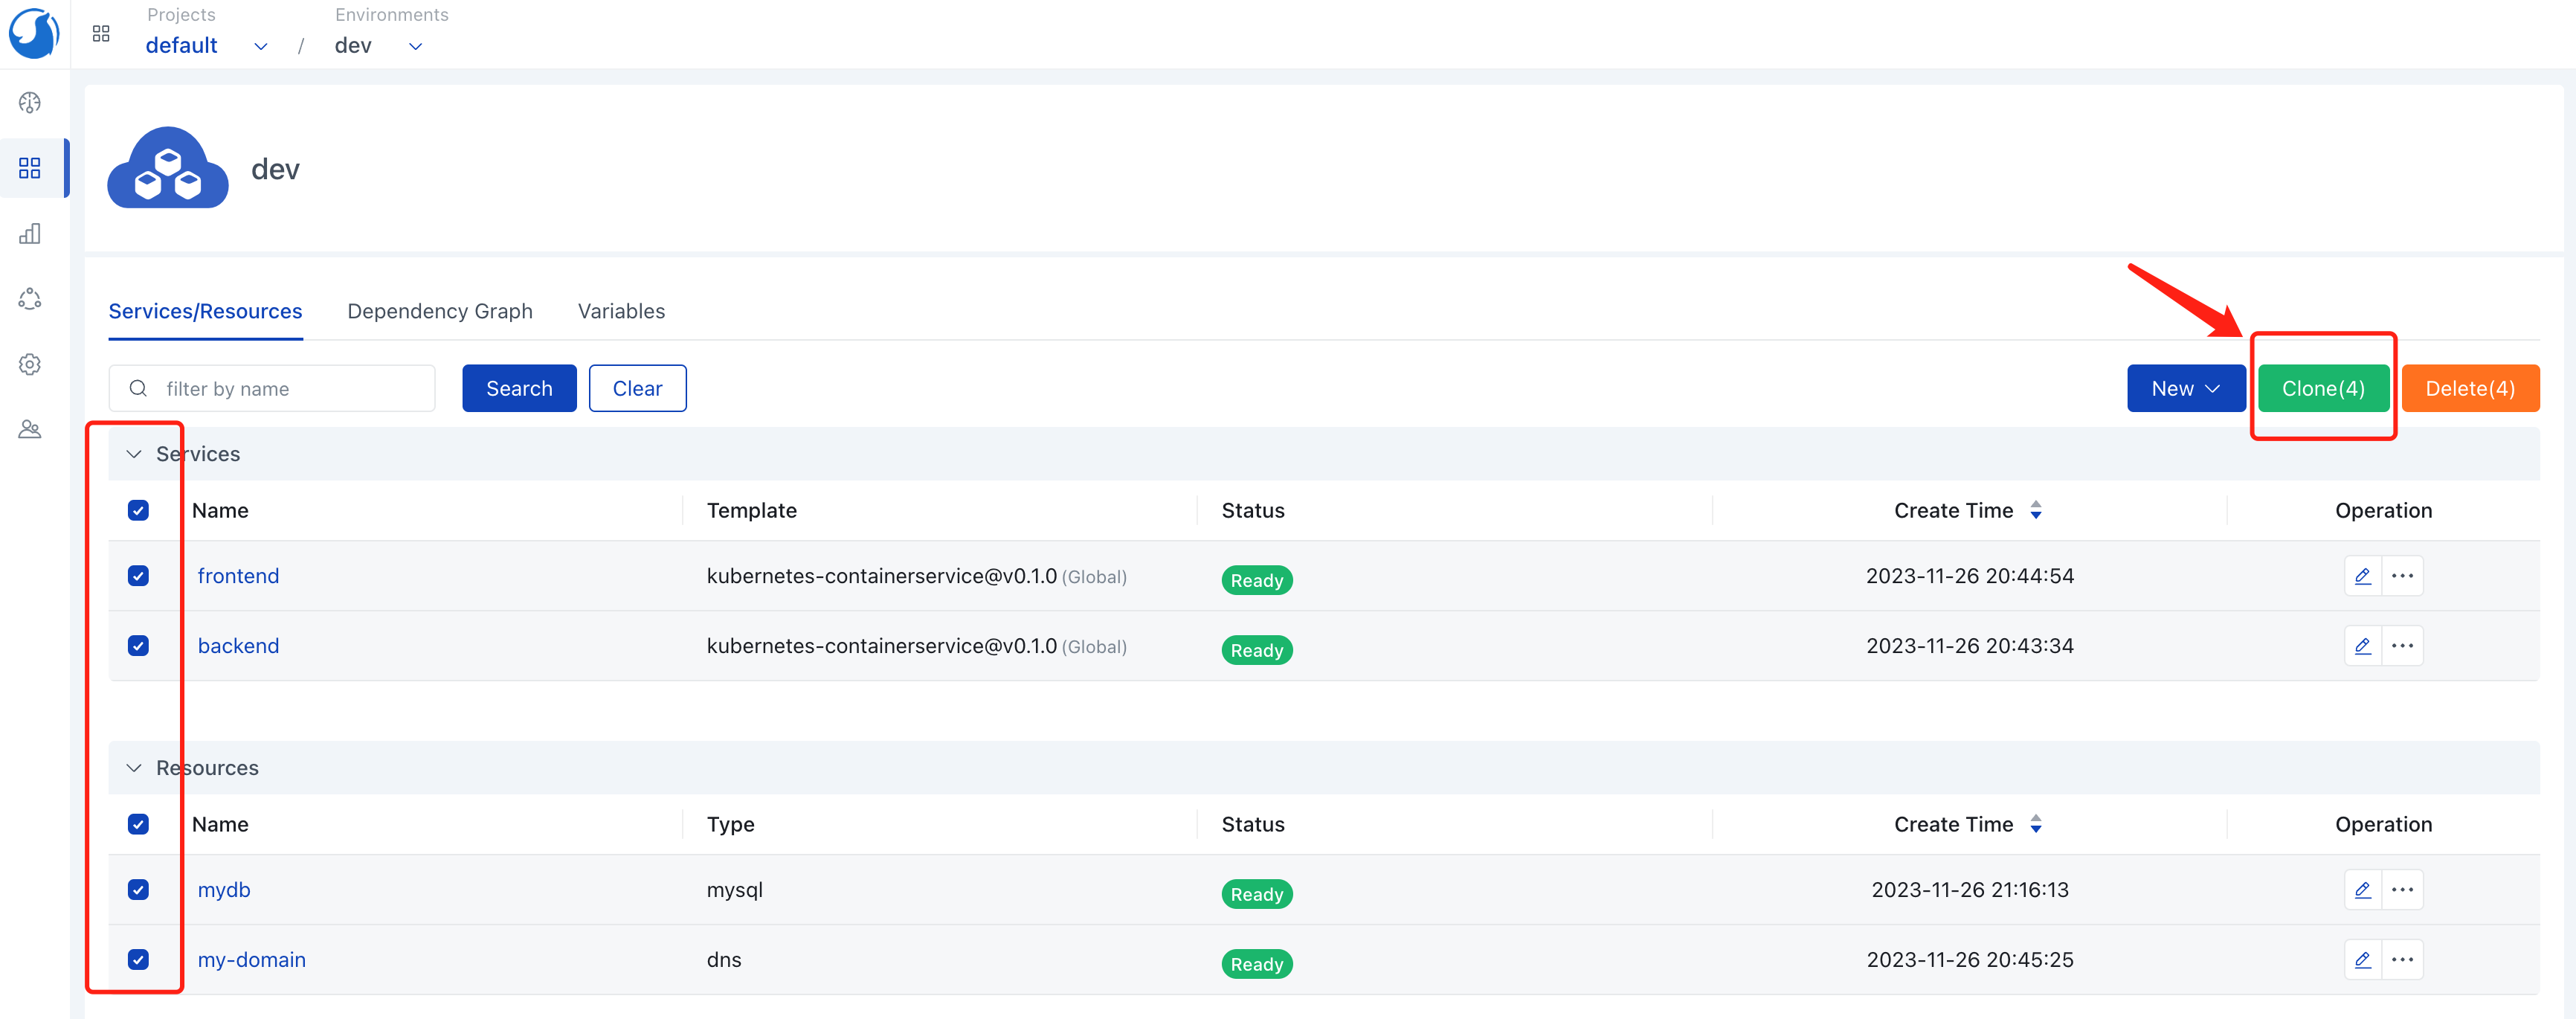 Projects Environments
default / dev
dev
Services/Resources Dependency Graph Variables
filter by name Search Clear New Clone(4) Delete(4)
Services
Name Template Status Create Time Operation
frontend kubernetes-containerservice@v0.1.0 (Global) Ready 2023-11-26 20:44:54
backend kubernetes-containerservice@v0.1.0 (Global) Ready 2023-11-26 20:43:34
Resources
Name Type Status Create Time Operation
mydb mysql Ready 2023-11-26 21:16:13
my-domain dns Ready 2023-11-26 20:45:25